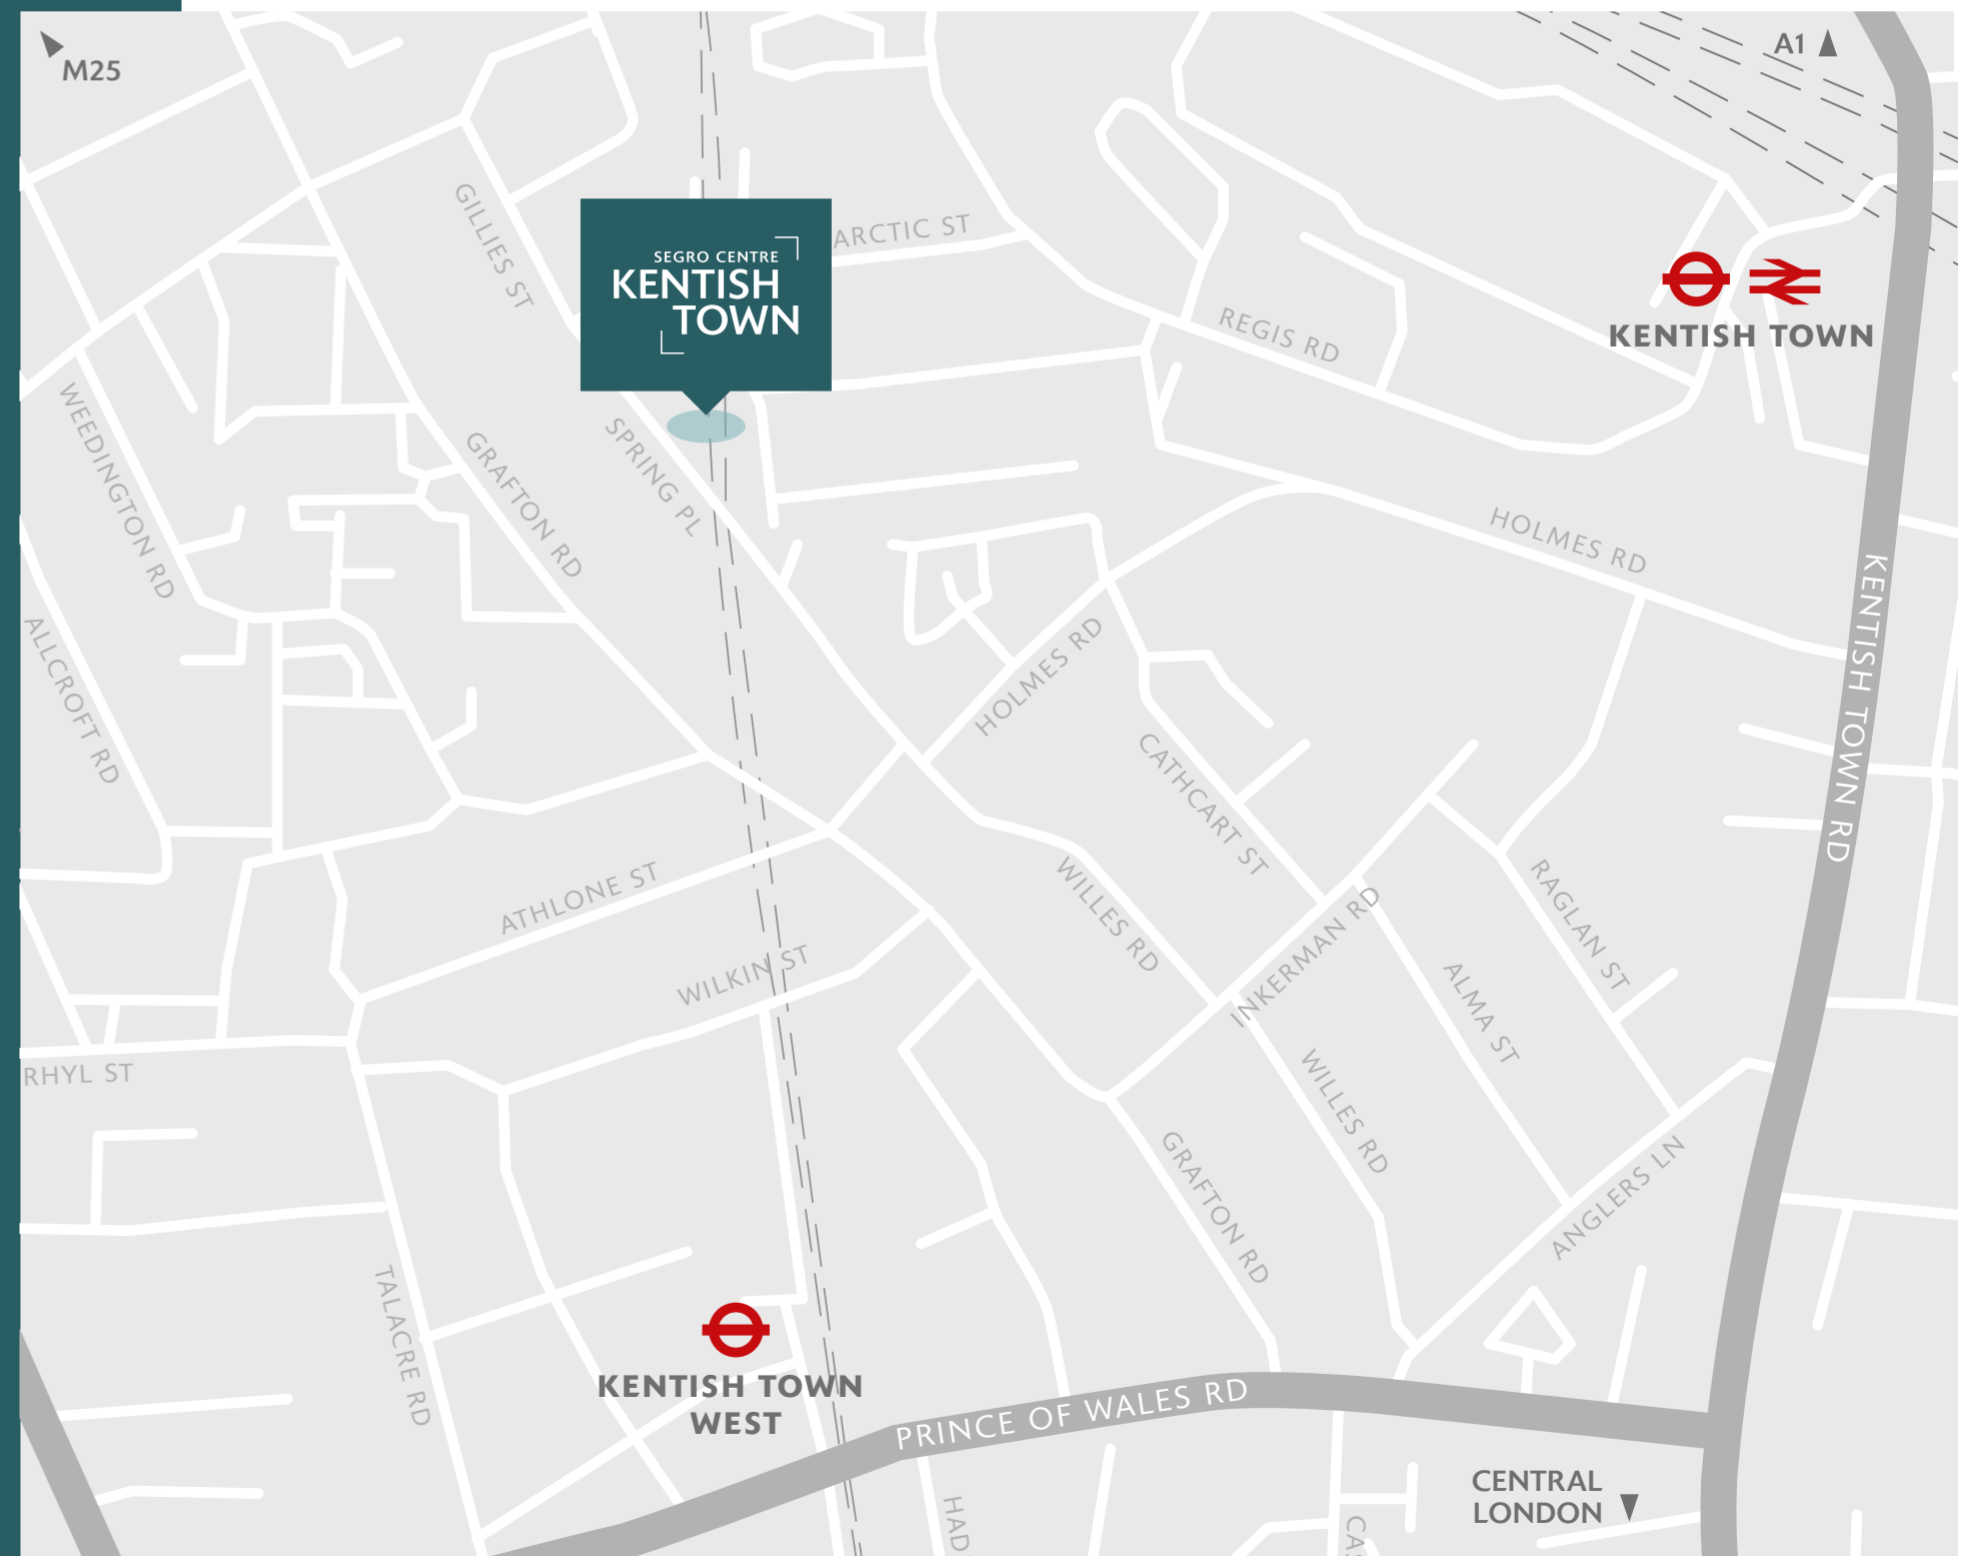 M25
A1
GILLIES ST
ARCTIC ST
SEGRO CENTRE
KENTISH
TOWN
REGIS RD
KENTISH TOWN
WEEDINGTON RD
GRAFTON RD
SPRING PL
HOLMES RD
KENTISH TOWN RD
ALLCROFT RD
HOLMES RD
CATHCART ST
ATHLONE ST
WILLES RD
INKERMAN RD
RAGLAN ST
WILKIN ST
ALMA ST
RHYL ST
WILLES RD
GRAFTON RD
ANGLERS LN
TALACRE RD
KENTISH TOWN
WEST
PRINCE OF WALES RD
CENTRAL
LONDON
HAD